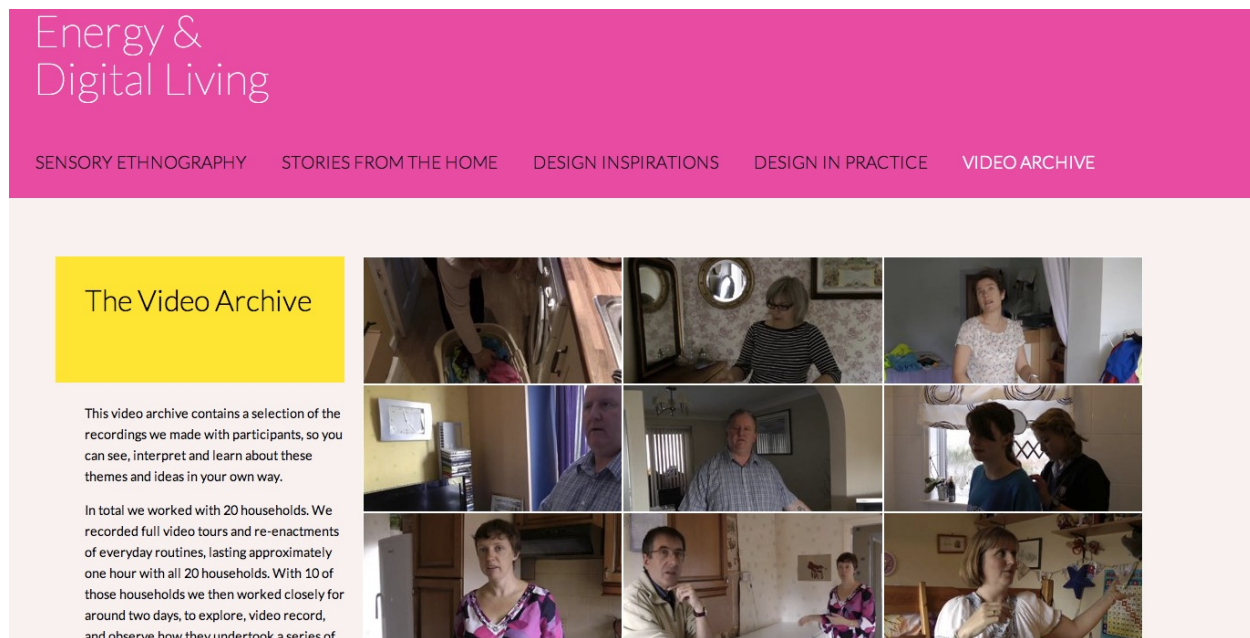 Energy &
Digital Living
SENSORY ETHNOGRAPHY STORIES FROM THE HOME DESIGN INSPIRATIONS DESIGN IN PRACTICE VIDEO ARCHIVE
The Video Archive
This video archive contains a selection of the
recordings we made with participants, so you
can see, interpret and learn about these
themes and ideas in your own way.
In total we worked with 20 households. We
recorded full video tours and re-enactments
of everyday routines, lasting approximately
one hour with all 20 households. With 10 of
those households we then worked closely for
around two days, to explore, video record,
and observe how they undertook a series of